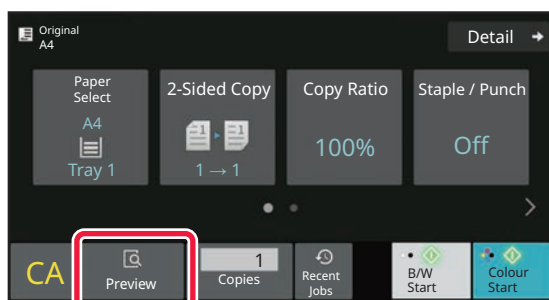 Original
A4
Detail
Paper
Select
A4
Tray 1
2-Sided Copy
1 → 1
Copy Ratio
100%
Staple / Punch
Off
CA
Preview
1
Copies
Recent
Jobs
B/W
Start
Colour
Start